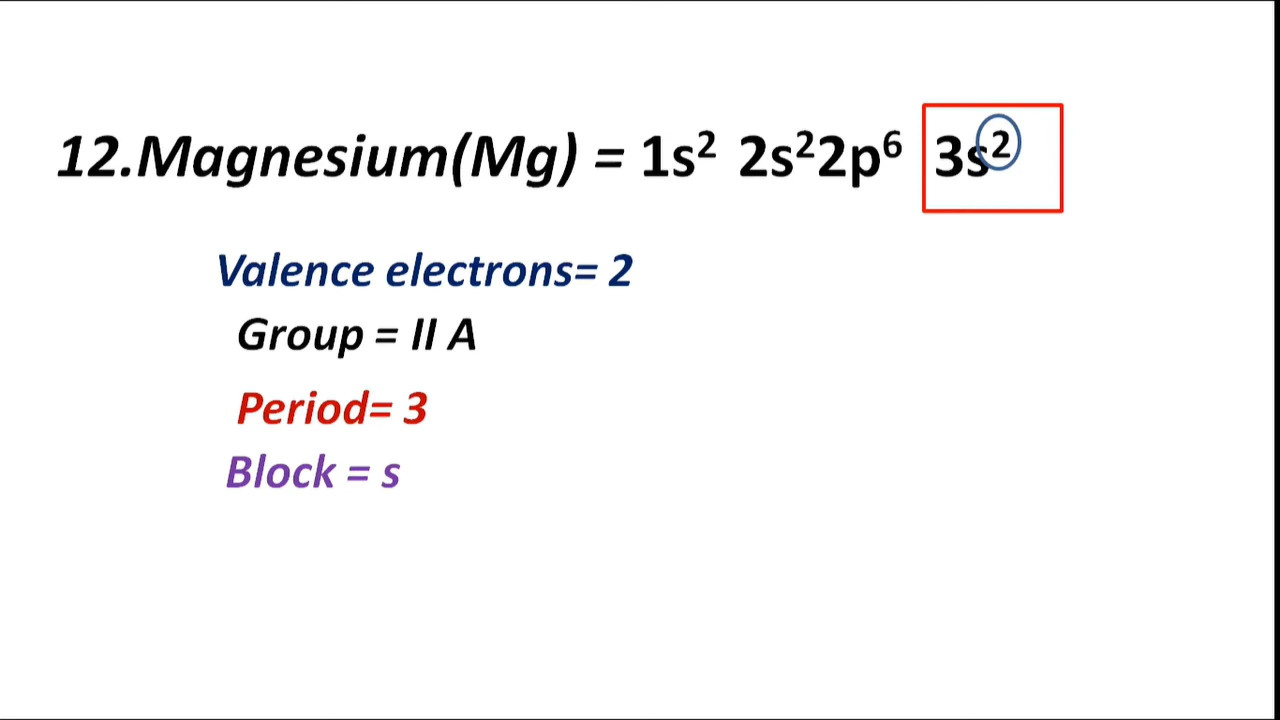 12.Magnesium(Mg) = 1s² 2s²2p⁶ 3s²
Valence electrons= 2
Group = II A
Period= 3
Block = s